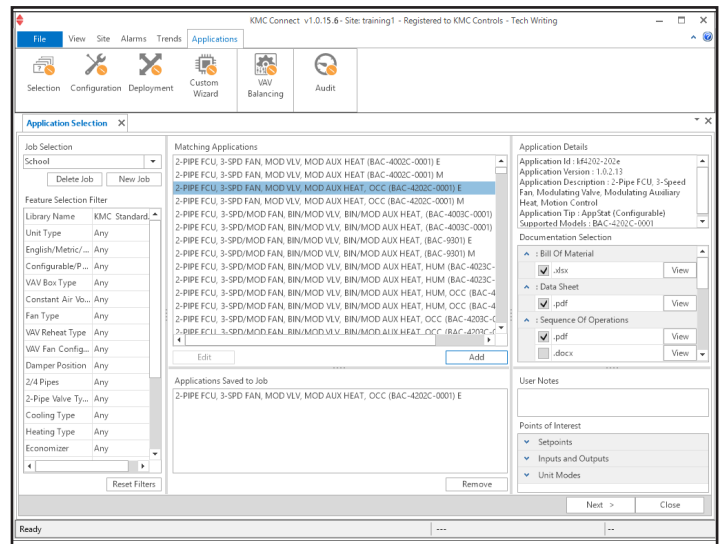 KMC Connect v1.0.15.6- Site: training1 - Registered to KMC Controls - Tech Writing
File View Site Alarms Trends Applications
Selection
Configuration
Deployment
Custom
Wizard
VAV
Balancing
Audit
Application Selection X
Job Selection
School
Delete Job New Job
Feature Selection Filter
Library Name KMC Standard.
Unit Type Any
English/Metric/... Any
Configurable/P... Any
VAV Box Type Any
Constant Air Vo... Any
Fan Type Any
VAV Reheat Type Any
VAV Fan Config... Any
Damper Position Any
2/4 Pipes Any
2-Pipe Valve Ty... Any
Cooling Type Any
Heating Type Any
Economizer Any
Reset Filters
Matching Applications
2-PIPE FCU, 3-SPD FAN, MOD VLV, MOD AUX HEAT (BAC-4002C-0001) E
2-PIPE FCU, 3-SPD FAN, MOD VLV, MOD AUX HEAT (BAC-4002C-0001) M
2-PIPE FCU, 3-SPD FAN, MOD VLV, MOD AUX HEAT, OCC (BAC-4202C-0001) E
2-PIPE FCU, 3-SPD FAN, MOD VLV, MOD AUX HEAT, OCC (BAC-4202C-0001) M
2-PIPE FCU, 3-SPD/MOD FAN, BIN/MOD VLV, BIN/MOD AUX HEAT, (BAC-4003C-0001)
2-PIPE FCU, 3-SPD/MOD FAN, BIN/MOD VLV, BIN/MOD AUX HEAT, (BAC-4003C-0001)
2-PIPE FCU, 3-SPD/MOD FAN, BIN/MOD VLV, BIN/MOD AUX HEAT, (BAC-9301) E
2-PIPE FCU, 3-SPD/MOD FAN, BIN/MOD VLV, BIN/MOD AUX HEAT, (BAC-9301) M
2-PIPE FCU, 3-SPD/MOD FAN, BIN/MOD VLV, BIN/MOD AUX HEAT, HUM (BAC-4023C-
2-PIPE FCU, 3-SPD/MOD FAN, BIN/MOD VLV, BIN/MOD AUX HEAT, HUM (BAC-4023C-
2-PIPE FCU, 3-SPD/MOD FAN, BIN/MOD VLV, BIN/MOD AUX HEAT, HUM, OCC (BAC-4
2-PIPE FCU, 3-SPD/MOD FAN, BIN/MOD VLV, BIN/MOD AUX HEAT, HUM, OCC (BAC-4
2-PIPE FCU, 3-SPD/MOD FAN, BIN/MOD VLV, BIN/MOD AUX HEAT, OCC (BAC-4203C-0
2-PIPE FCU, 3-SPD/MOD FAN, BIN/MOD VLV, BIN/MOD AUX HEAT, OCC (BAC-4203C-0
Edit Add
Applications Saved to Job
2-PIPE FCU, 3-SPD FAN, MOD VLV, MOD AUX HEAT, OCC (BAC-4202C-0001) E
Remove
Application Details
Application Id : kf4202-202e
Application Version : 1.0.2.13
Application Description : 2-Pipe FCU, 3-Speed
Fan, Modulating Valve, Modulating Auxiliary
Heat, Motion Control
Application Tip : AppStat (Configurable)
Supported Models : BAC-4202C-0001
Documentation Selection
: Bill Of Material
.xlsx View
: Data Sheet
.pdf View
: Sequence Of Operations
.pdf View
.docx View
User Notes
Points of Interest
Setpoints
Inputs and Outputs
Unit Modes
Next > Close
Ready --- --